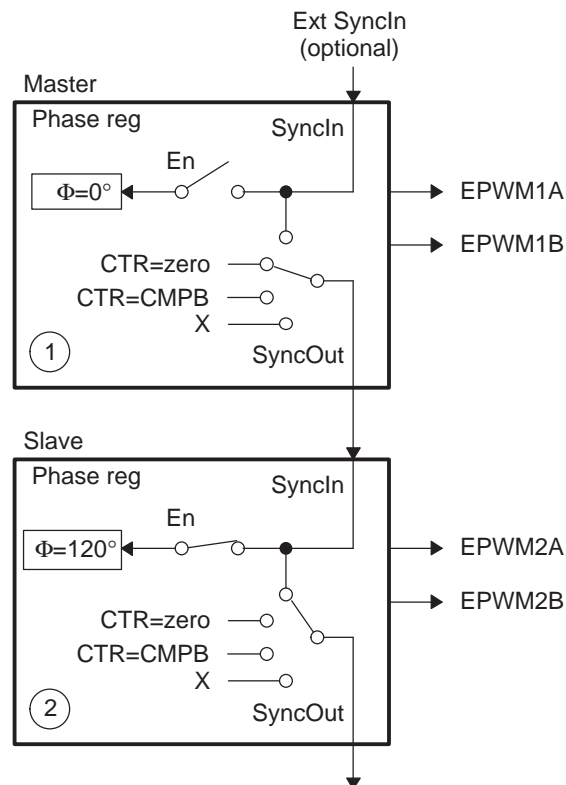 Ext SyncIn
(optional)
Master
Phase reg
SyncIn
En
Φ=0°
EPWM1A
EPWM1B
CTR=zero
CTR=CMPB
X
1
SyncOut
Slave
Phase reg
SyncIn
En
Φ=120°
EPWM2A
EPWM2B
CTR=zero
CTR=CMPB
X
2
SyncOut